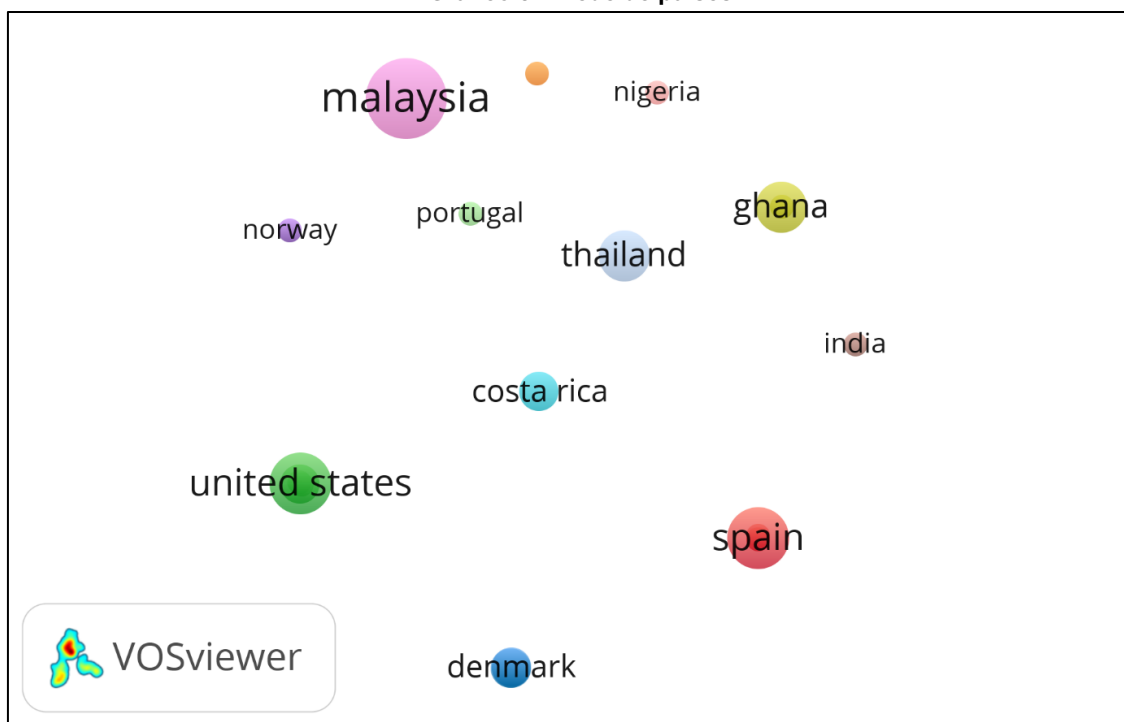 malaysia
nigeria
portugal
norway
ghana
thailand
india
costa rica
united states
spain
denmark
VOSviewer